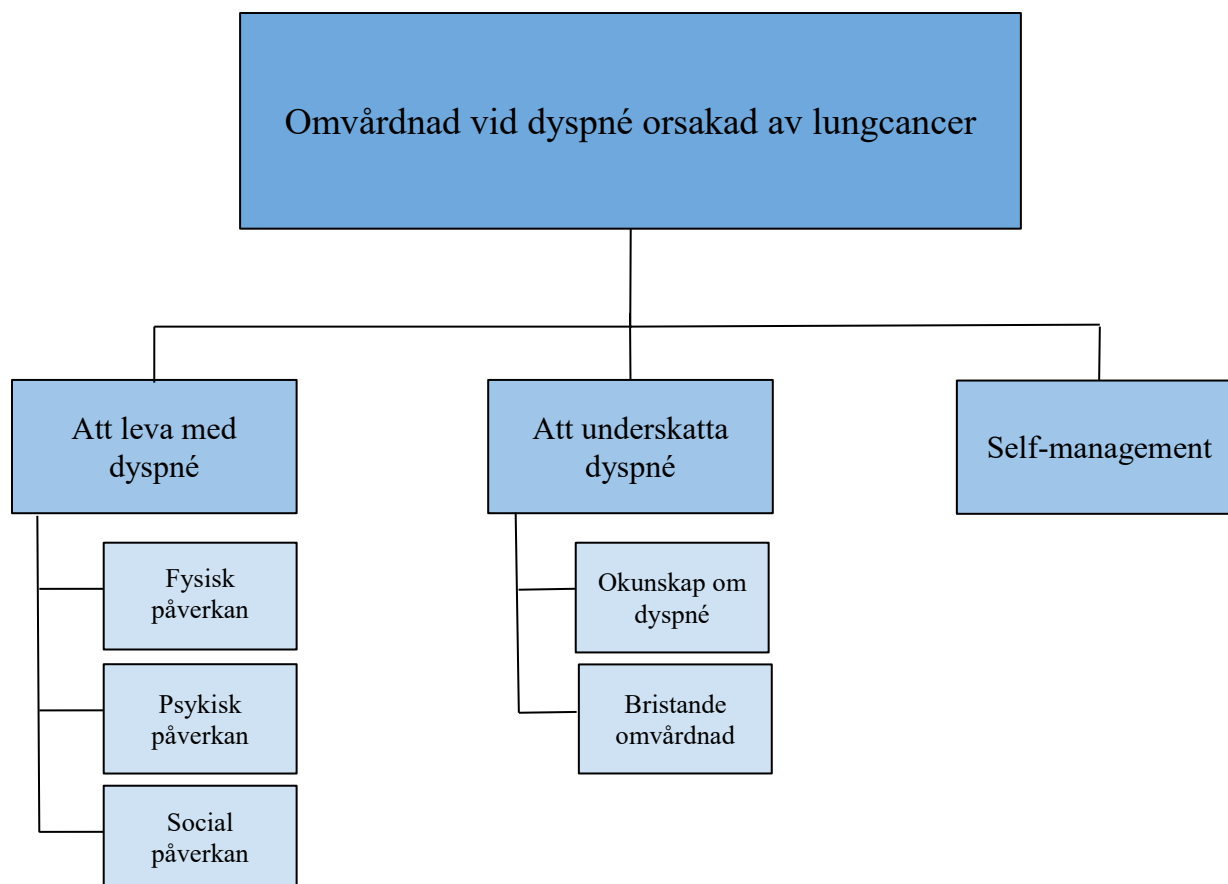 Omvårdnad vid dyspné orsakad av lungcancer
Att leva med
dyspné
Fysisk
påverkan
Psykisk
påverkan
Social
påverkan
Att underskatta
dyspné
Okunskap om
dyspné
Bristande
omvårdnad
Self-management